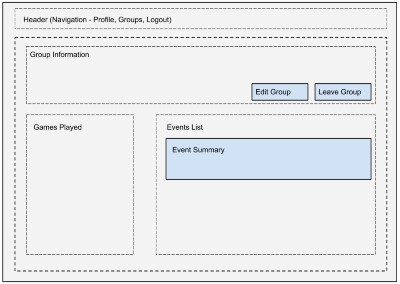 Header (Navigation - Profile, Groups, Logout)
Group Information
Edit Group
Leave Group
Games Played
Events List
Event Summary